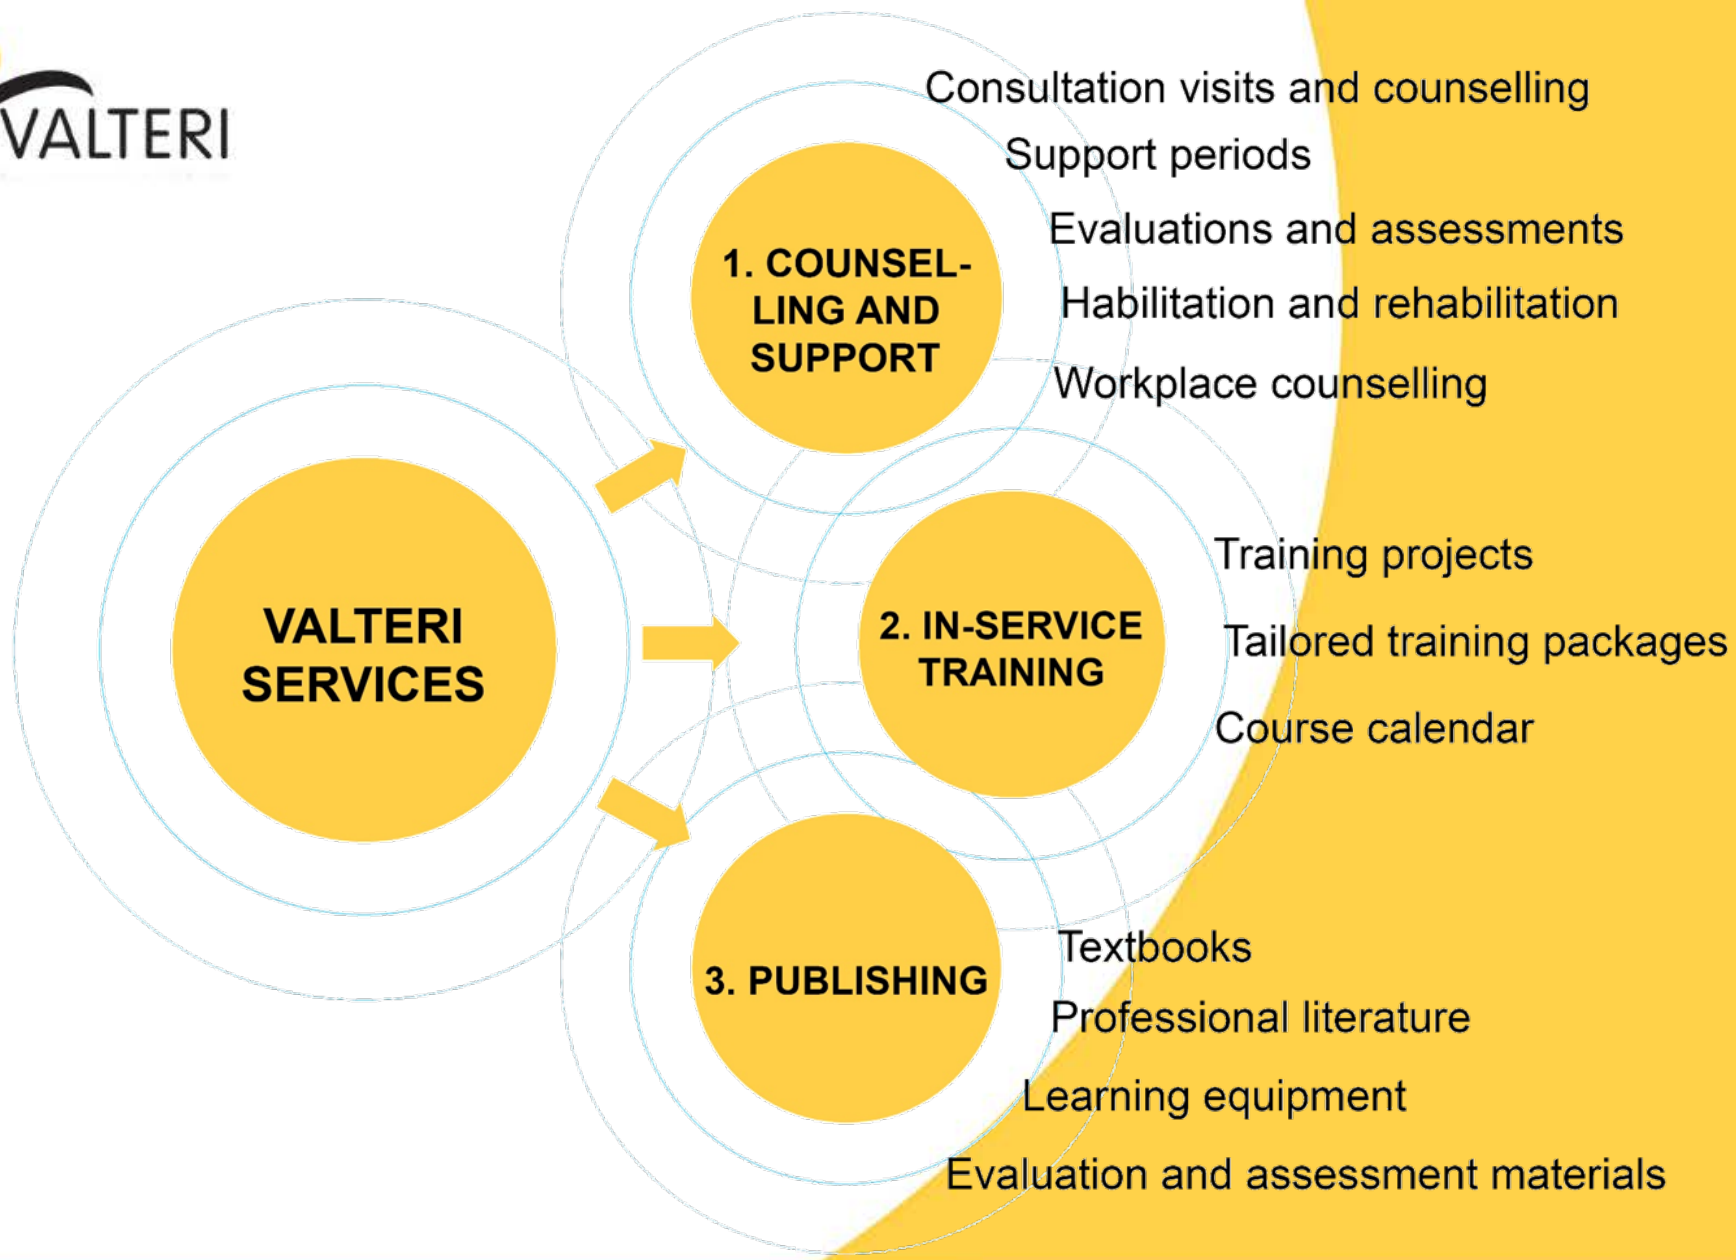 VALTERI
VALTERI
SERVICES
1. COUNSEL-
LING AND
SUPPORT
Consultation visits and counselling
Support periods
Evaluations and assessments
Habilitation and rehabilitation
Workplace counselling
2. IN-SERVICE
TRAINING
Training projects
Tailored training packages
Course calendar
3. PUBLISHING
Textbooks
Professional literature
Learning equipment
Evaluation and assessment materials